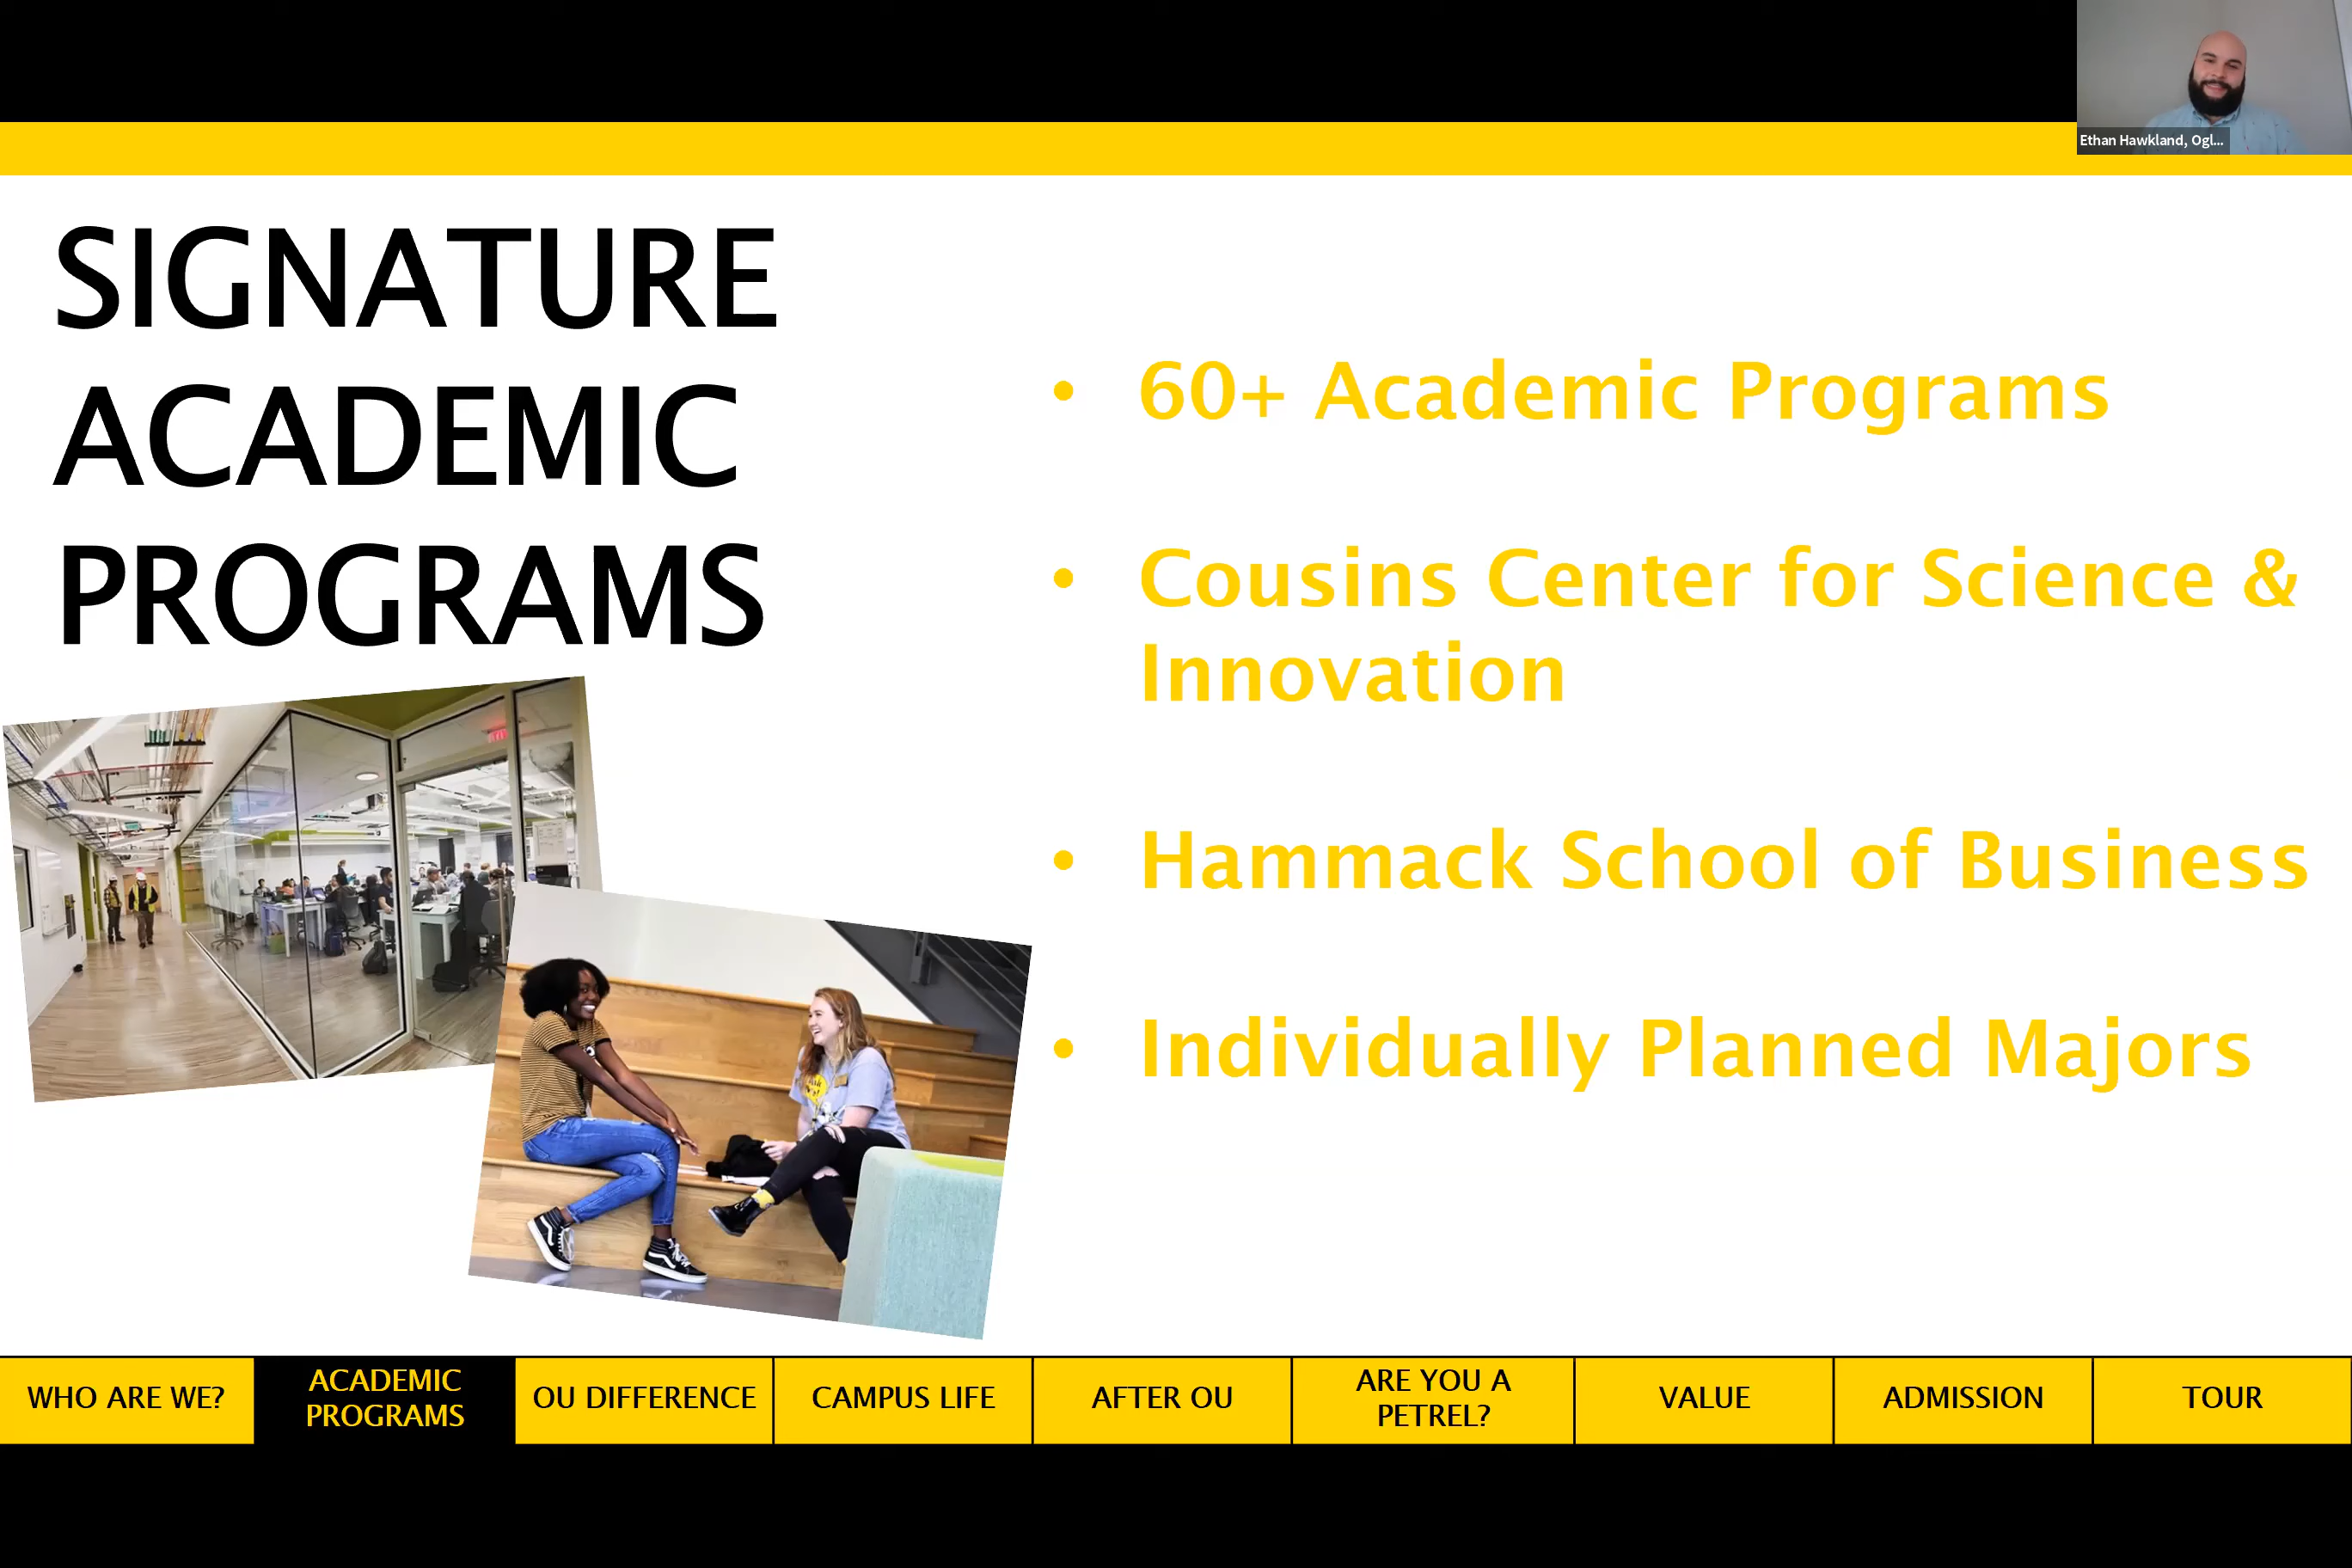 Ethan Hawkland, Ogl...
SIGNATURE
ACADEMIC
PROGRAMS
• 60+ Academic Programs
• Cousins Center for Science &
Innovation
• Hammack School of Business
• Individually Planned Majors
WHO ARE WE?
ACADEMIC
PROGRAMS
OU DIFFERENCE
CAMPUS LIFE
AFTER OU
ARE YOU A
PETREL?
VALUE
ADMISSION
TOUR